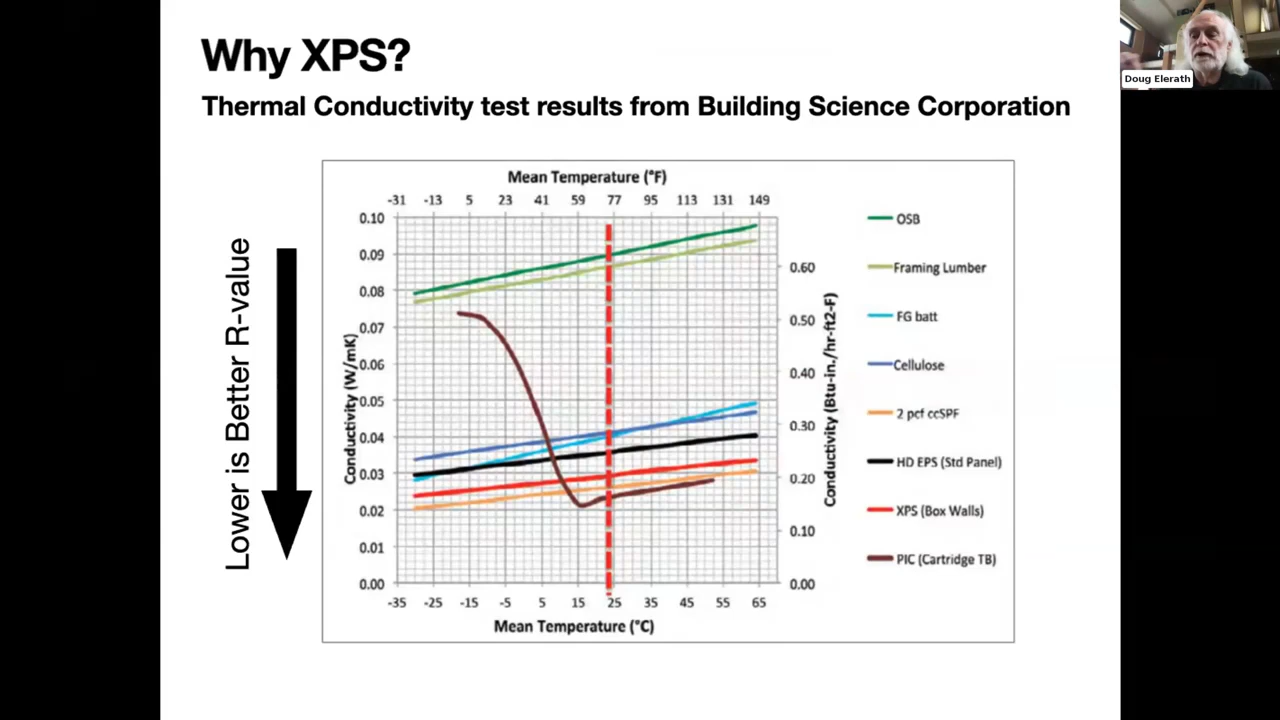 Why XPS?
Doug Elerath
Thermal Conductivity test results from Building Science Corporation
Mean Temperature (°F)
-31 -13 5 23 41 59 77 95 113 131 149
0.10
0.09
0.08
0.07
0.06
0.05
0.04
0.03
0.02
0.01
0.00
Conductivity (W/mK)
Lower is Better R-value
0.60
0.50
0.40
0.30
0.20
0.10
0.00
Conductivity (Btu-in./hr-ft2-F)
-35 -25 -15 -5 5 15 25 35 45 55 65
Mean Temperature (°C)
OSB
Framing Lumber
FG batt
Cellulose
2 pcf ccSPF
HD EPS (Std Panel)
XPS (Box Walls)
PIC (Cartridge TB)